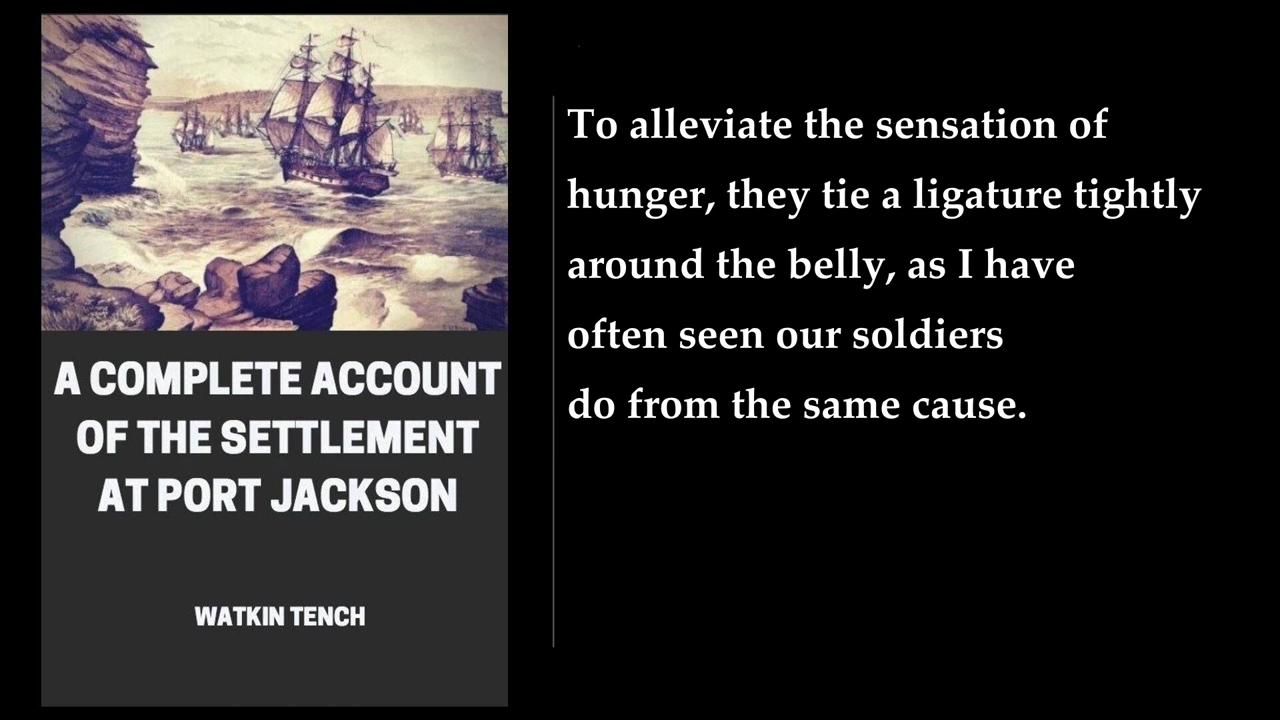 A COMPLETE ACCOUNT
OF THE SETTLEMENT
AT PORT JACKSON
WATKIN TENCH
To alleviate the sensation of
hunger, they tie a ligature tightly
around the belly, as I have
often seen our soldiers
do from the same cause.